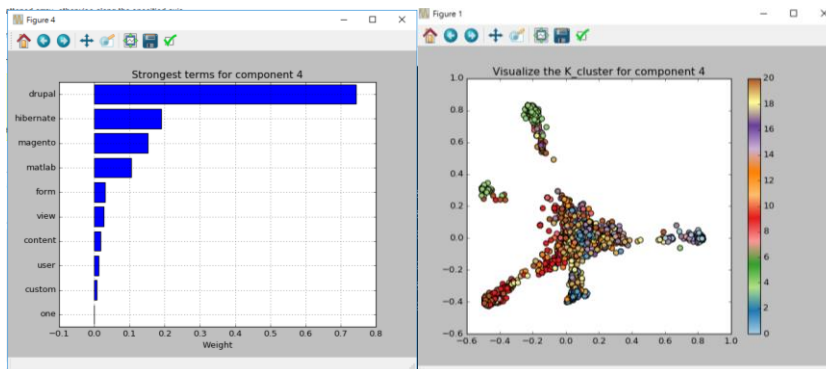 Figure 4
Strongest terms for component 4
drupal
hibernate
magento
matlab
form
view
content
user
custom
one
−0.1 0.0 0.1 0.2 0.3 0.4 0.5 0.6 0.7 0.8
Weight
Figure 1
Visualize the K_cluster for component 4
1.0
0.8
0.6
0.4
0.2
0.0
−0.2
−0.4
−0.6
−0.6 −0.4 −0.2 0.0 0.2 0.4 0.6 0.8 1.0
20
18
16
14
12
10
8
6
4
2
0